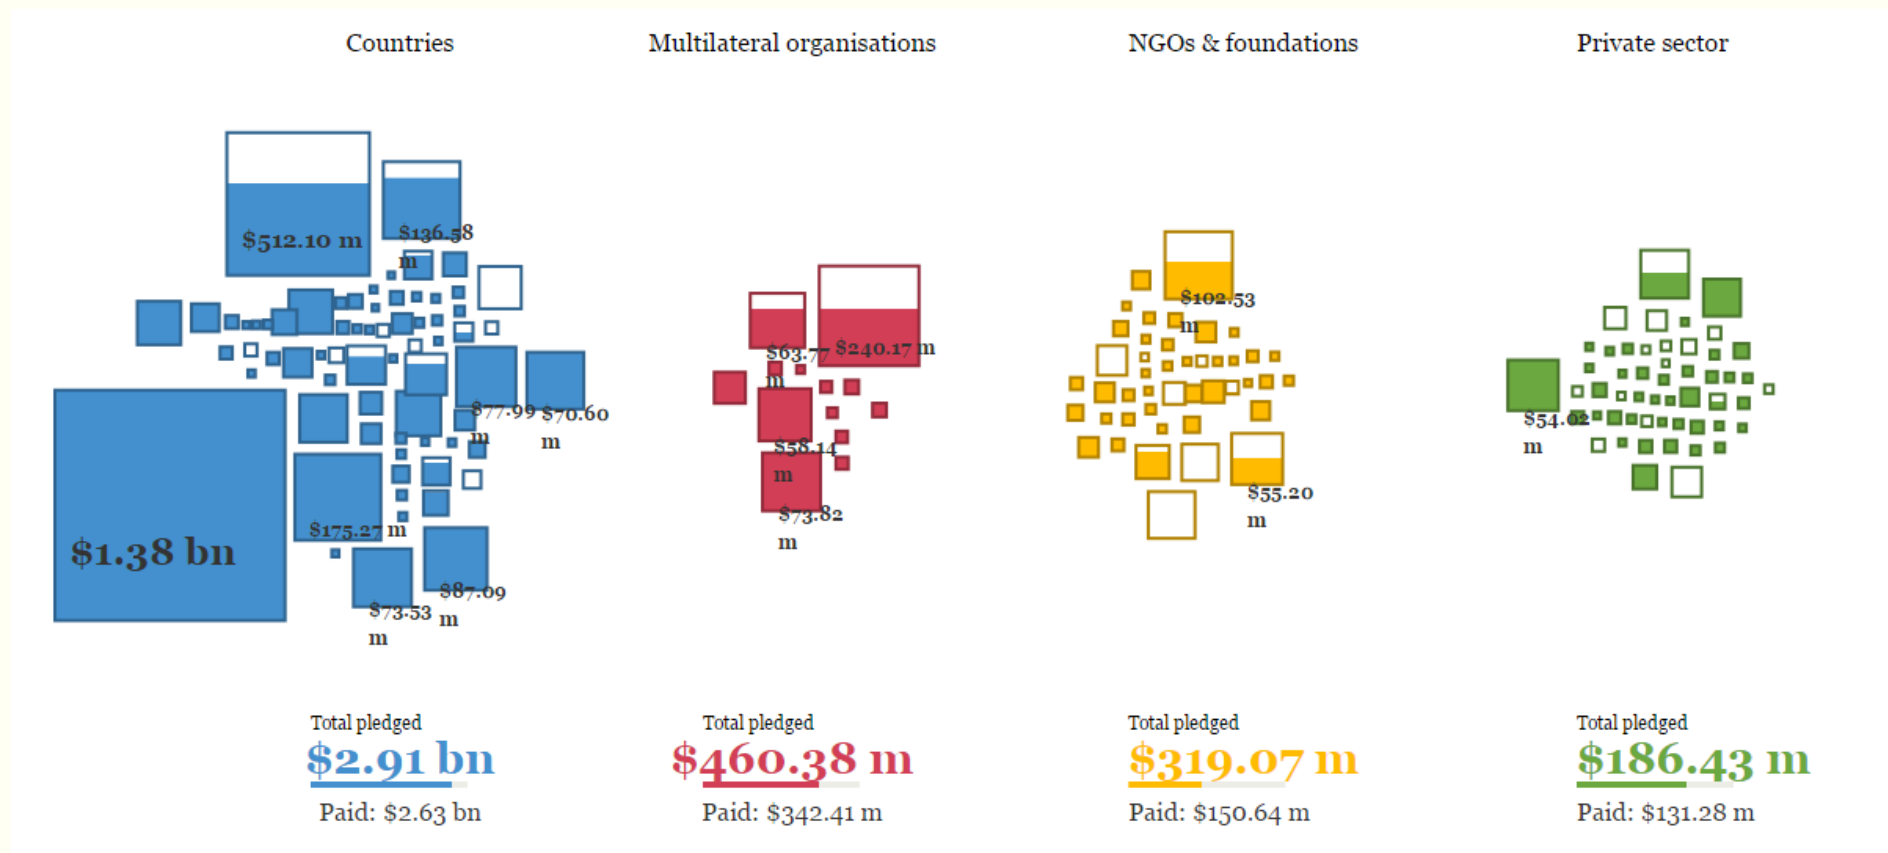 Countries
Multilateral organisations
NGOs & foundations
Private sector
$512.10 m
$136.58
m
$77.99
m
$70.60
m
$1.38 bn
$175.27 m
$87.09
m
$73.53
m
$63.77
m
$240.17 m
$58.14
m
$73.82
m
$102.53
m
$55.20
m
$54.02
m
Total pledged
$2.91 bn
Paid: $2.63 bn
Total pledged
$460.38 m
Paid: $342.41 m
Total pledged
$319.07 m
Paid: $150.64 m
Total pledged
$186.43 m
Paid: $131.28 m